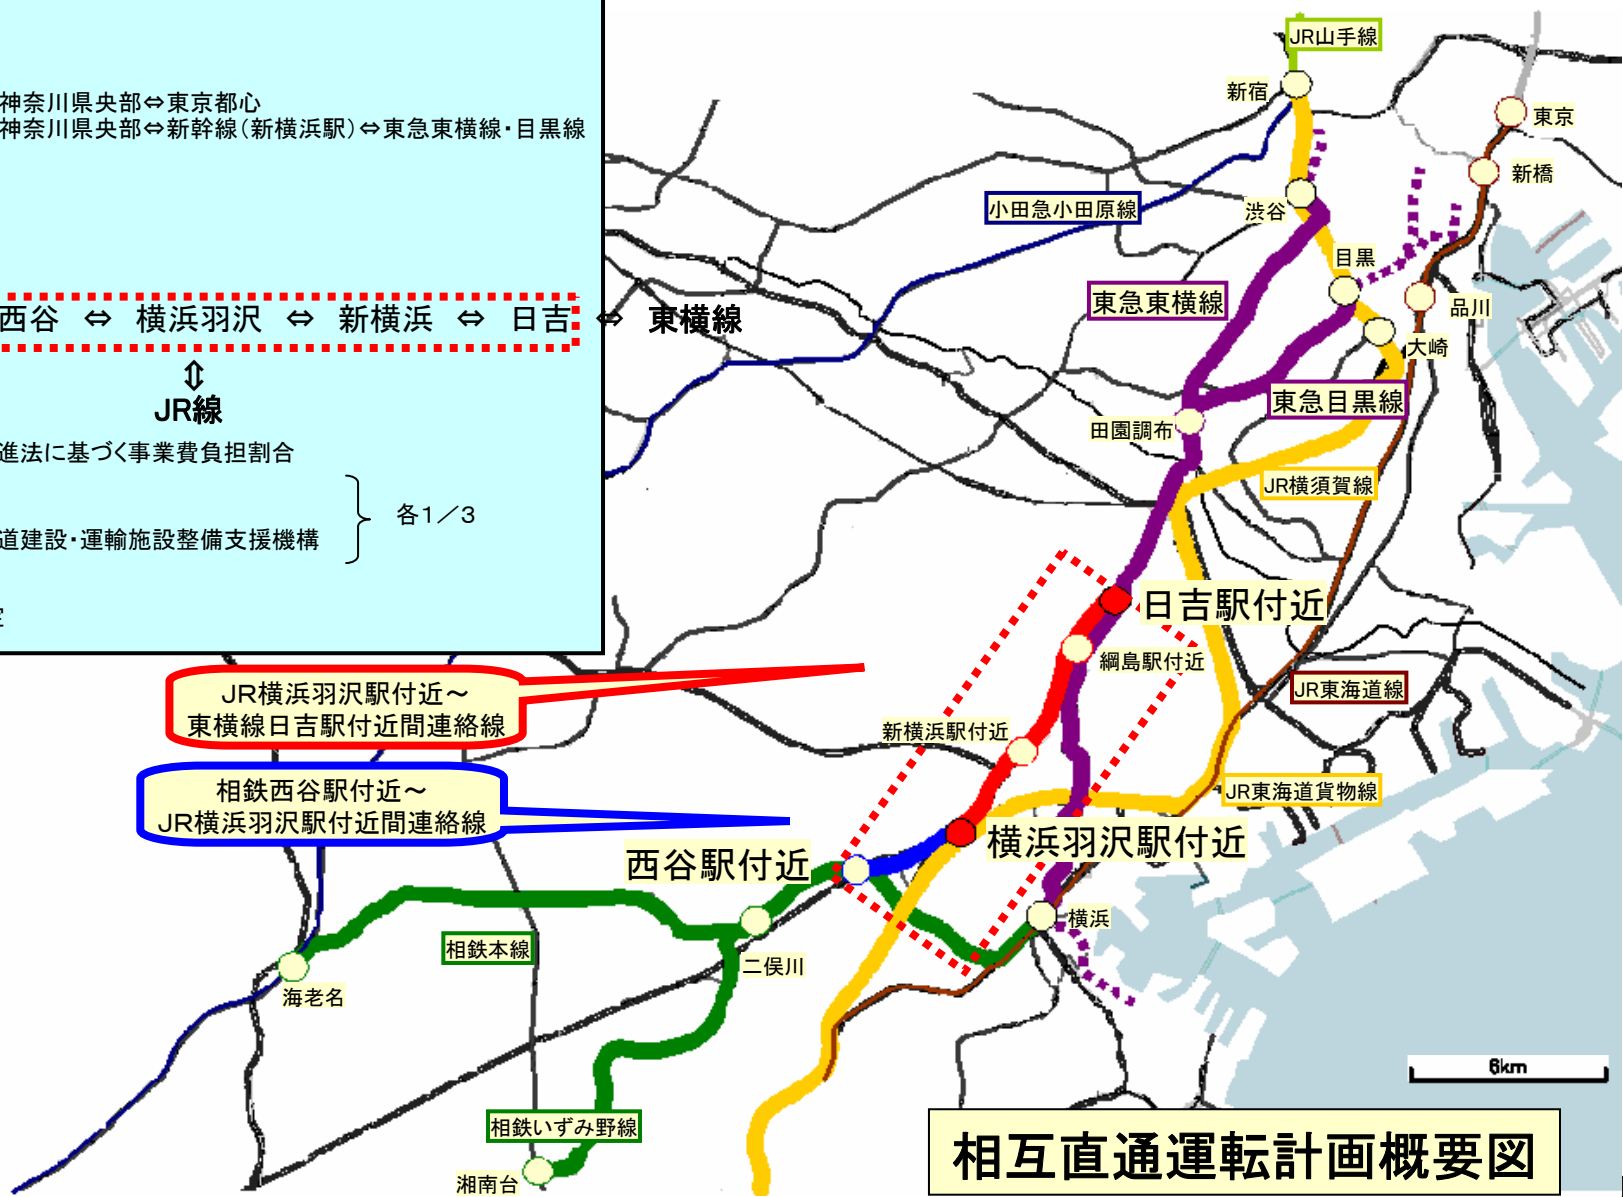 神奈川県央部⇔東京都心
神奈川県央部⇔新幹線（新横浜駅）⇔東急東横線・目黒線
西谷 ⇔ 横浜羽沢 ⇔ 新横浜 ⇔ 日吉 ⇔ 東横線
⇕
JR線
進法に基づく事業費負担割合
各１／３
道建設・運輸施設整備支援機構
JR山手線
新宿
東京
新橋
小田急小田原線
渋谷
目黒
東急東横線
品川
大崎
東急目黒線
田園調布
JR横須賀線
日吉駅付近
綱島駅付近
JR横浜羽沢駅付近～
東横線日吉駅付近間連絡線
JR東海道線
新横浜駅付近
相鉄西谷駅付近～
JR横浜羽沢駅付近間連絡線
JR東海道貨物線
横浜羽沢駅付近
西谷駅付近
横浜
相鉄本線
二俣川
海老名
6km
相鉄いずみ野線
相互直通運転計画概要図
湘南台